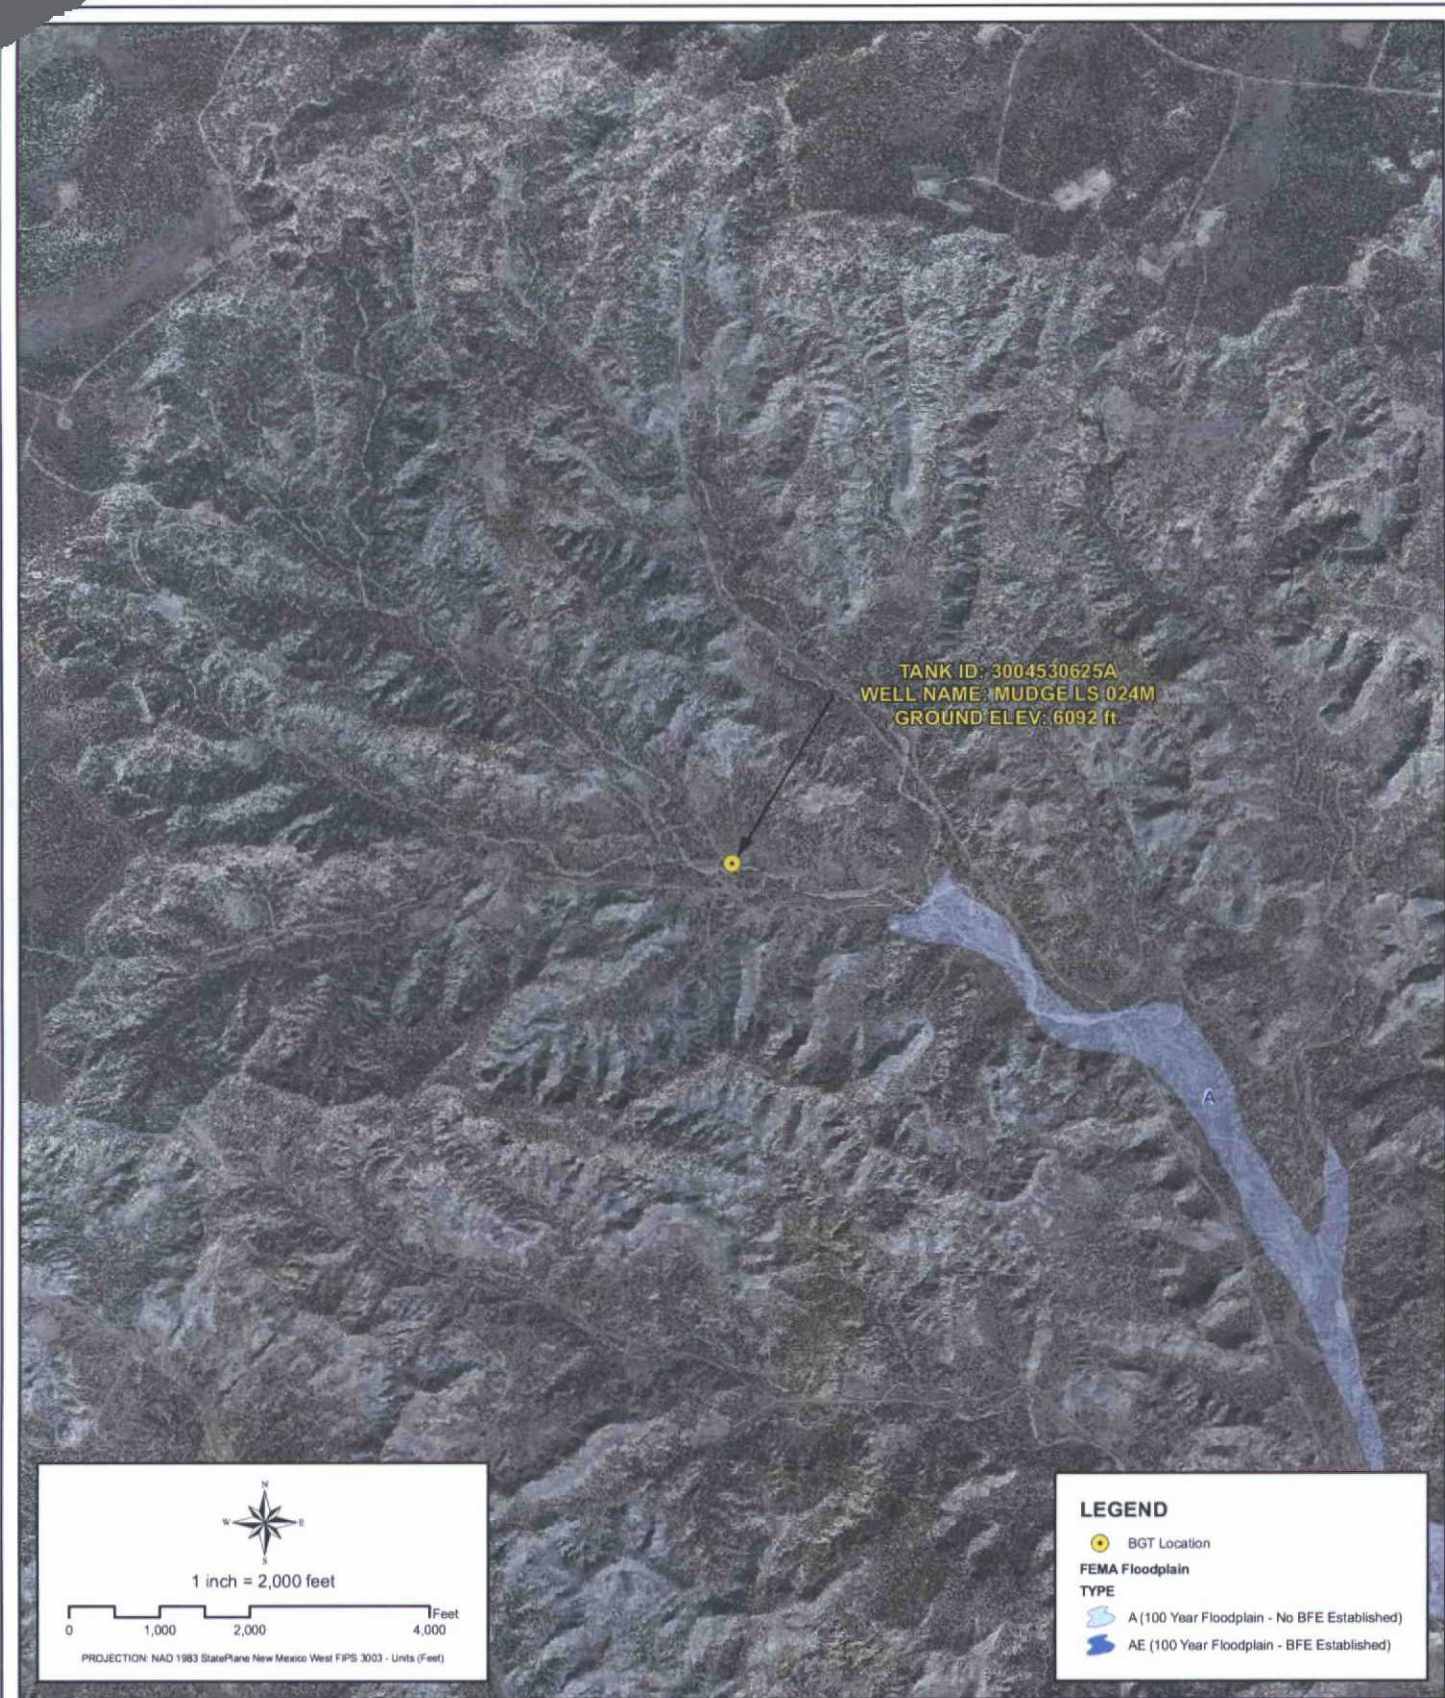 TANK ID: 3004530625A
WELL NAME: MUDGE LS 024M
GROUND ELEV: 6092 ft.
A
N
W E
S
1 inch = 2,000 feet
Feet
0 1,000 2,000 4,000
PROJECTION: NAD 1983 StatePlane New Mexico West FIPS 3003 - Units (Feet)
LEGEND
BGT Location
FEMA Floodplain
TYPE
A (100 Year Floodplain - No BFE Established)
AE (100 Year Floodplain - BFE Established)